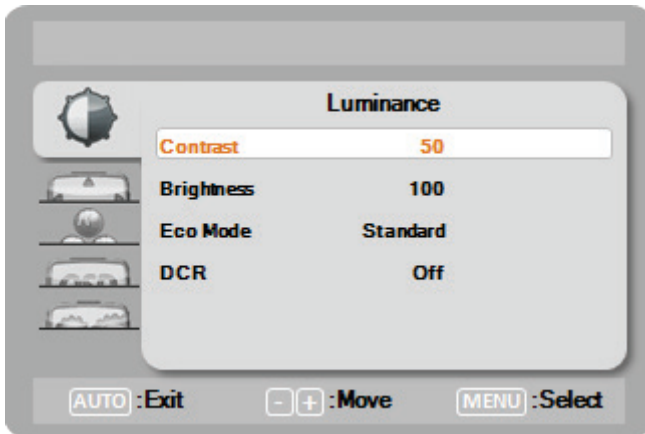 Luminance
Contrast 50
Brightness 100
Eco Mode Standard
DCR Off
AUTO :Exit - + :Move MENU :Select